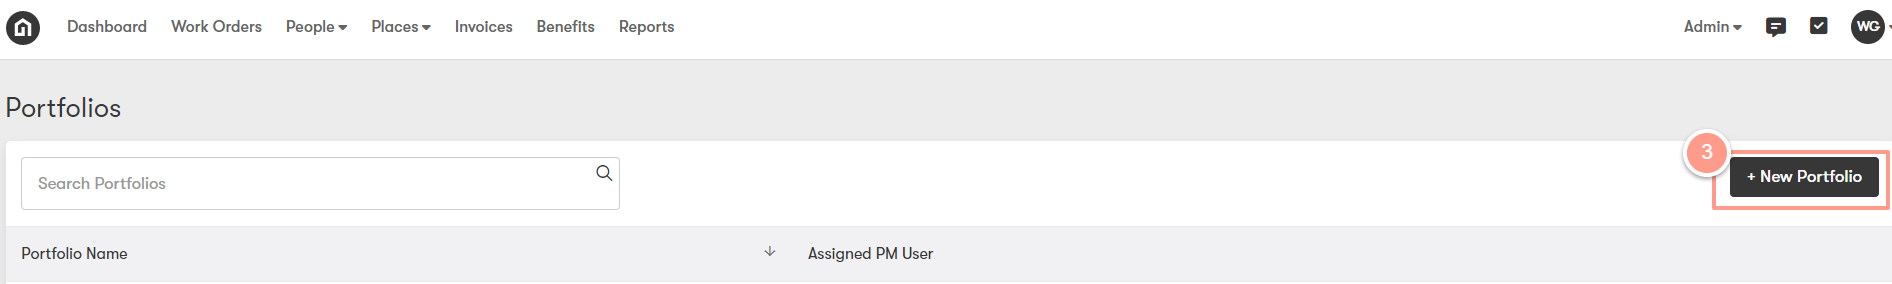 Dashboard Work Orders People Places Invoices Benefits Reports Admin WG
Portfolios
Search Portfolios
3
+ New Portfolio
Portfolio Name Assigned PM User